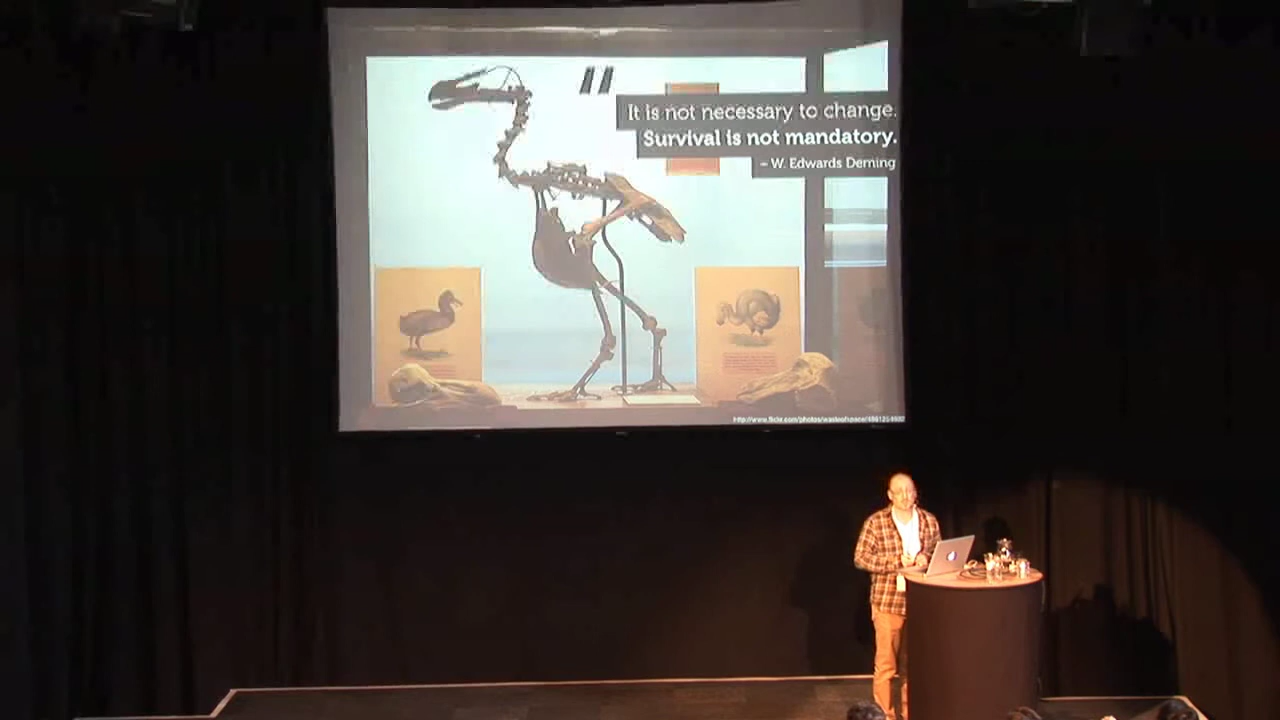 "
It is not necessary to change.
Survival is not mandatory.
– W. Edwards Deming